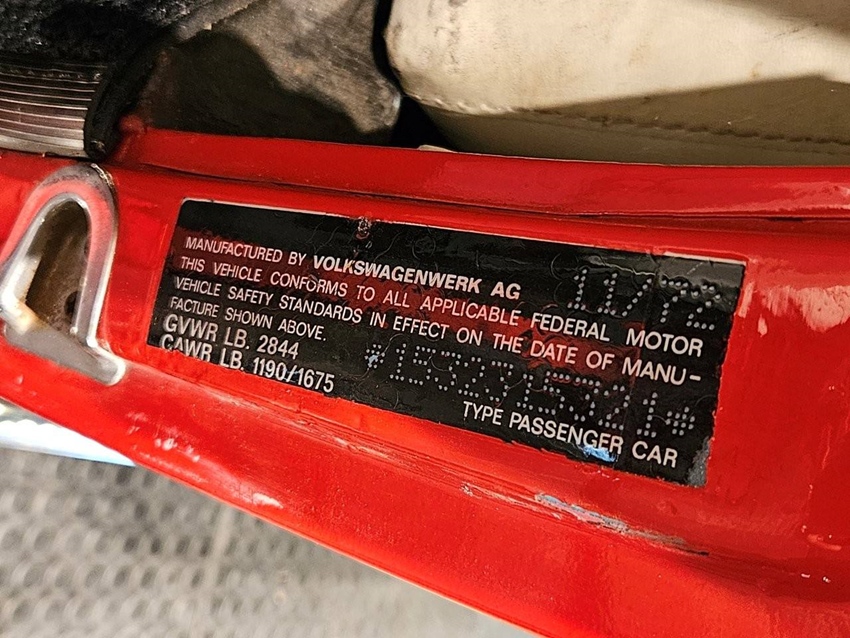 MANUFACTURED BY VOLKSWAGENWERK AG 11/72
THIS VEHICLE CONFORMS TO ALL APPLICABLE FEDERAL MOTOR
VEHICLE SAFETY STANDARDS IN EFFECT ON THE DATE OF MANU-
FACTURE SHOWN ABOVE.
GVWR LB. 2844
GAWR LB. 1190/1675
TYPE PASSENGER CAR